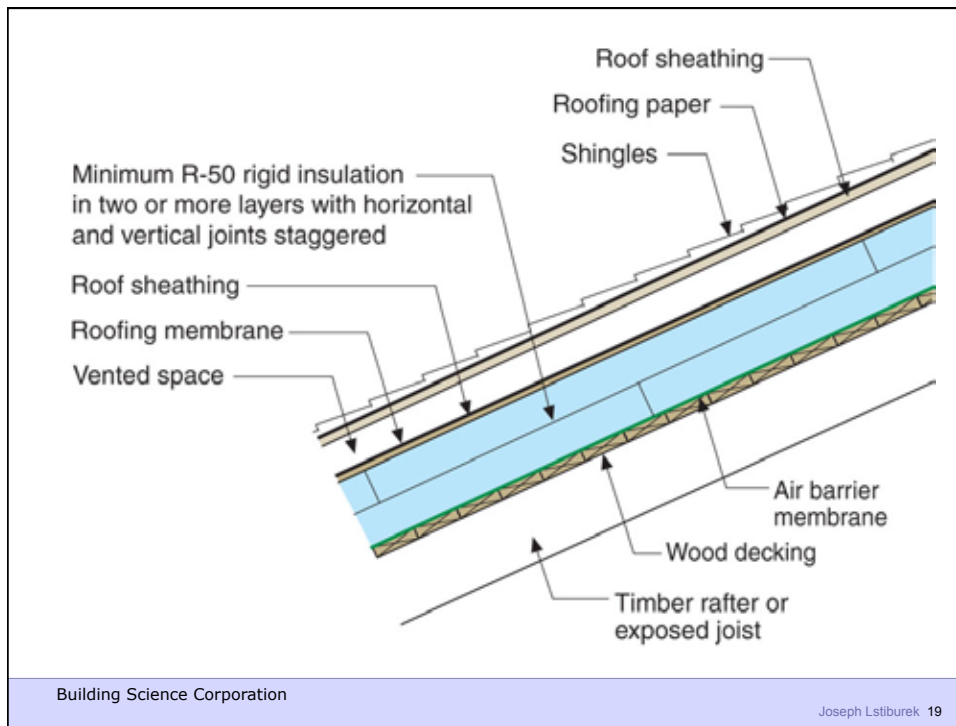 Roof sheathing
Roofing paper
Shingles
Minimum R-50 rigid insulation
in two or more layers with horizontal
and vertical joints staggered
Roof sheathing
Roofing membrane
Vented space
Air barrier
membrane
Wood decking
Timber rafter or
exposed joist
Building Science Corporation
Joseph Lstiburek 19